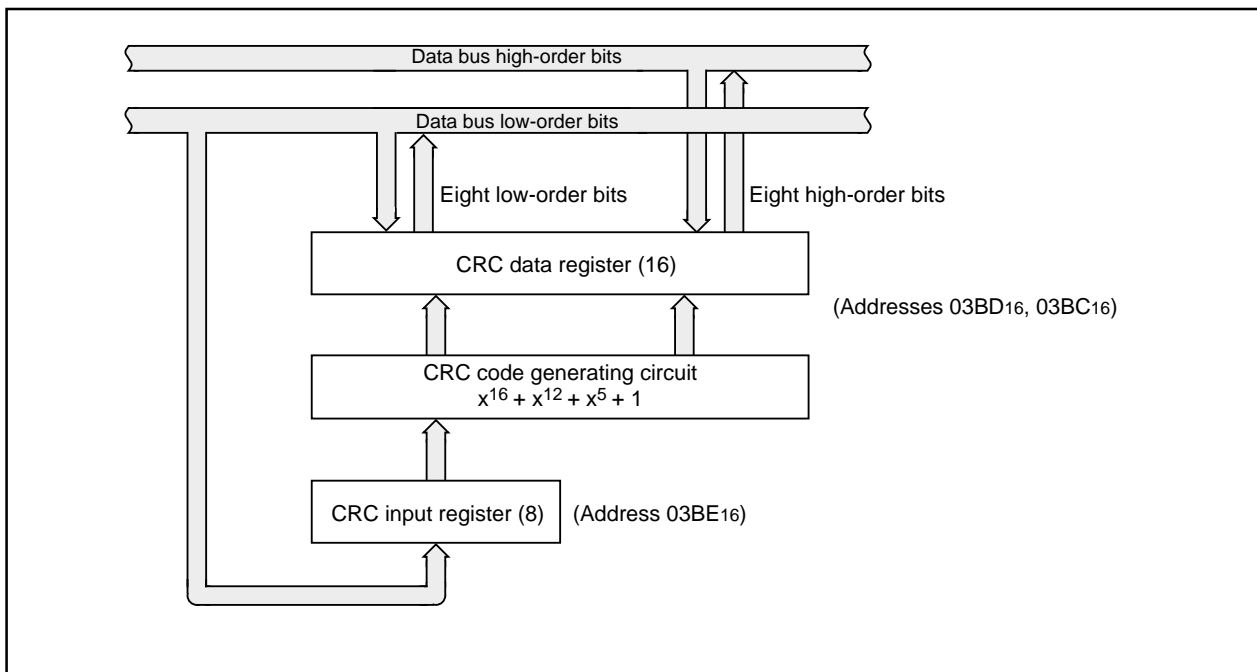 Data bus high-order bits
Data bus low-order bits
Eight low-order bits
Eight high-order bits
CRC data register (16)
(Addresses 03BD16, 03BC16)
CRC code generating circuit
x16 + x12 + x5 + 1
CRC input register (8)
(Address 03BE16)